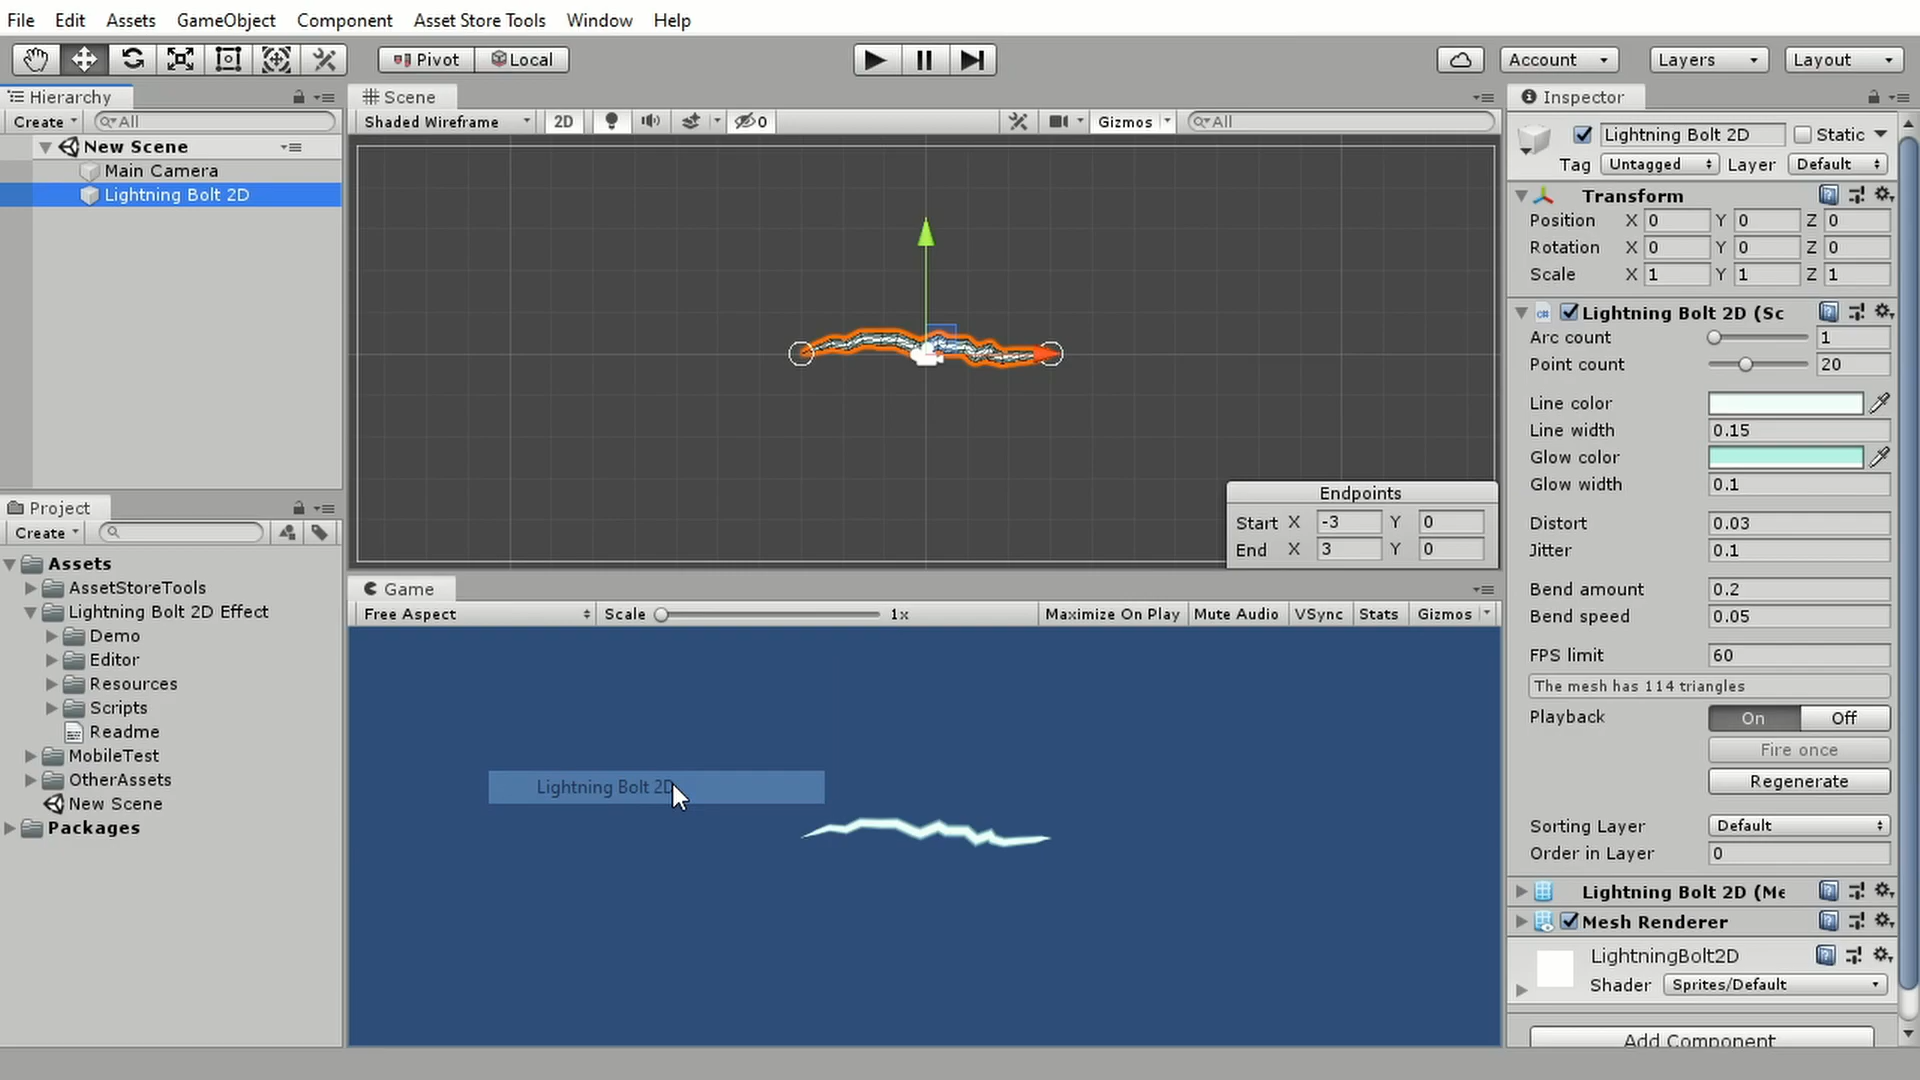 File Edit Assets GameObject Component Asset Store Tools Window Help
Pivot Local Account Layers Layout
Hierarchy
Create All
New Scene
Main Camera
Lightning Bolt 2D
Project
Create
Assets
AssetStoreTools
Lightning Bolt 2D Effect
Demo
Editor
Resources
Scripts
Readme
MobileTest
OtherAssets
New Scene
Packages
Scene
Shaded Wireframe 2D 0 Gizmos All
Endpoints
Start X -3 Y 0
End X 3 Y 0
Game
Free Aspect Scale 1x Maximize On Play Mute Audio VSync Stats Gizmos
Lightning Bolt 2D
Inspector
Lightning Bolt 2D Static
Tag Untagged Layer Default
Transform
Position X 0 Y 0 Z 0
Rotation X 0 Y 0 Z 0
Scale X 1 Y 1 Z 1
Lightning Bolt 2D (Sc
Arc count 1
Point count 20
Line color
Line width 0.15
Glow color
Glow width 0.1
Distort 0.03
Jitter 0.1
Bend amount 0.2
Bend speed 0.05
FPS limit 60
The mesh has 114 triangles
Playback On Off
Fire once
Regenerate
Sorting Layer Default
Order in Layer 0
Lightning Bolt 2D (Me
Mesh Renderer
LightningBolt2D
Shader Sprites/Default
Add Component